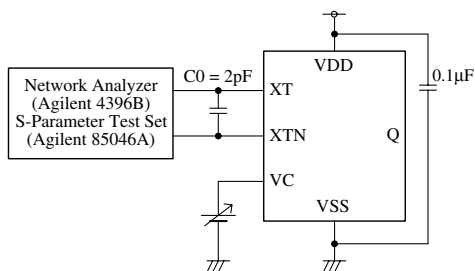 Network Analyzer
(Agilent 4396B)
S-Parameter Test Set
(Agilent 85046A)
C0 = 2pF
VDD
XT
XTN
VC
VSS
Q
0.1μF